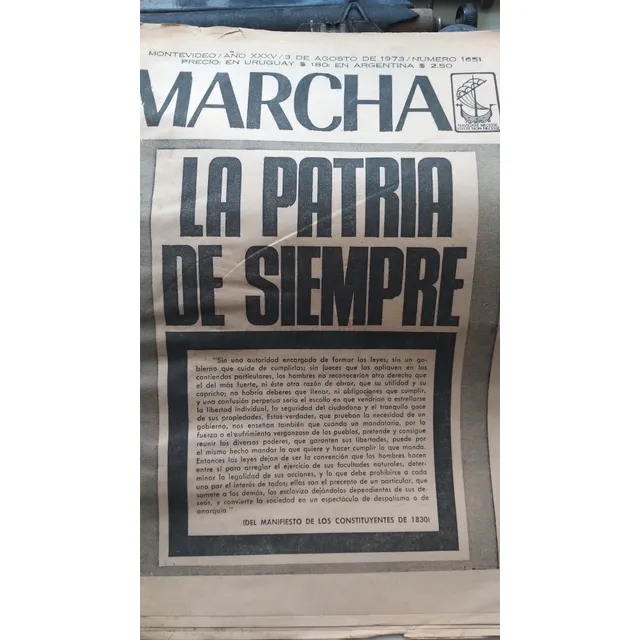 MONTEVIDEO / AÑO XXXV / 3 DE AGOSTO DE 1973 / NUMERO 1651
PRECIO: EN URUGUAY $ 180; EN ARGENTINA $ 2.50
MARCHA
NAVIGARE NECESSE
VIVERE NON NECESSE
LA PATRIA
DE SIEMPRE
"Sin una autoridad encargada de formar las leyes; sin un go-
bierno que cuide de cumplirlas; sin jueces que las apliquen en las
contiendas particulares, los hombres no reconocerían otro derecho que
el del más fuerte, ni éste otra razón de obrar, que su utilidad y su
capricho; no habría deberes que llenar, ni obligaciones que cumplir,
y una confusión perpetua sería el escollo en que vendrían a estrellarse
la libertad individual, la seguridad del ciudadano y el tranquilo goce
de sus propiedades. Estas verdades, que prueban la necesidad de un
gobierno, nos enseñan también que cuando un mandatario, por la
fuerza o el sufrimiento vergonzoso de los pueblos, pretende y consigue
reunir los diversos poderes, que garanten sus libertades, puede por
el mismo hecho mandar lo que quiere y hacer cumplir lo que manda.
Entonces las leyes dejan de ser la convención que los hombres hacen
entre sí para arreglar el ejercicio de sus facultades naturales, deter-
minar la legalidad de sus acciones, y lo que debe prohibirse a cada
uno por el interés de todos; ellas son el precepto de un particular, que
somete a los demás, los esclaviza dejándolos dependientes de sus de-
seos, y convierte la sociedad en un espectáculo de despotismo o de
anarquía"
(DEL MANIFIESTO DE LOS CONSTITUYENTES DE 1830)